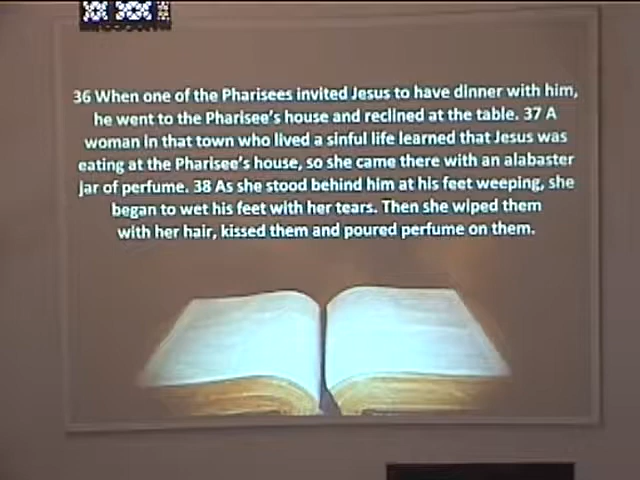 36 When one of the Pharisees invited Jesus to have dinner with him,
he went to the Pharisee's house and reclined at the table. 37 A
woman in that town who lived a sinful life learned that Jesus was
eating at the Pharisee's house, so she came there with an alabaster
jar of perfume. 38 As she stood behind him at his feet weeping, she
began to wet his feet with her tears. Then she wiped them
with her hair, kissed them and poured perfume on them.